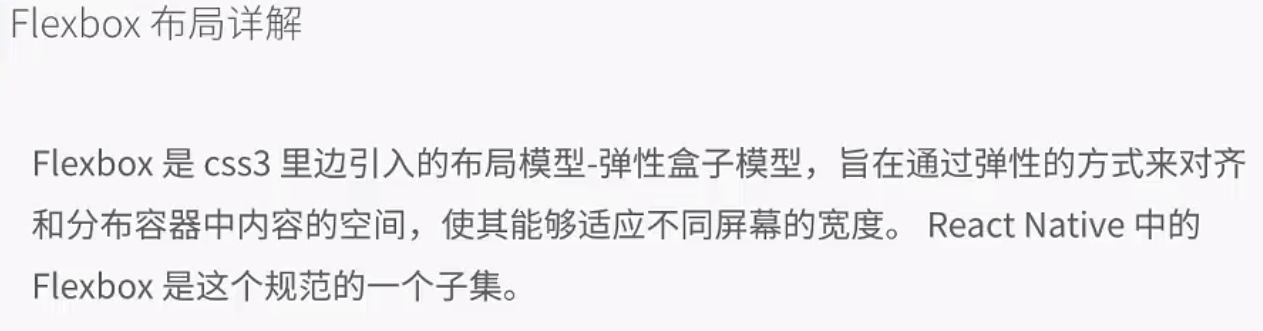 Flexbox 布局详解
Flexbox 是 css3 里边引入的布局模型-弹性盒子模型，旨在通过弹性的方式来对齐
和分布容器中内容的空间，使其能够适应不同屏幕的宽度。 React Native 中的
Flexbox 是这个规范的一个子集。